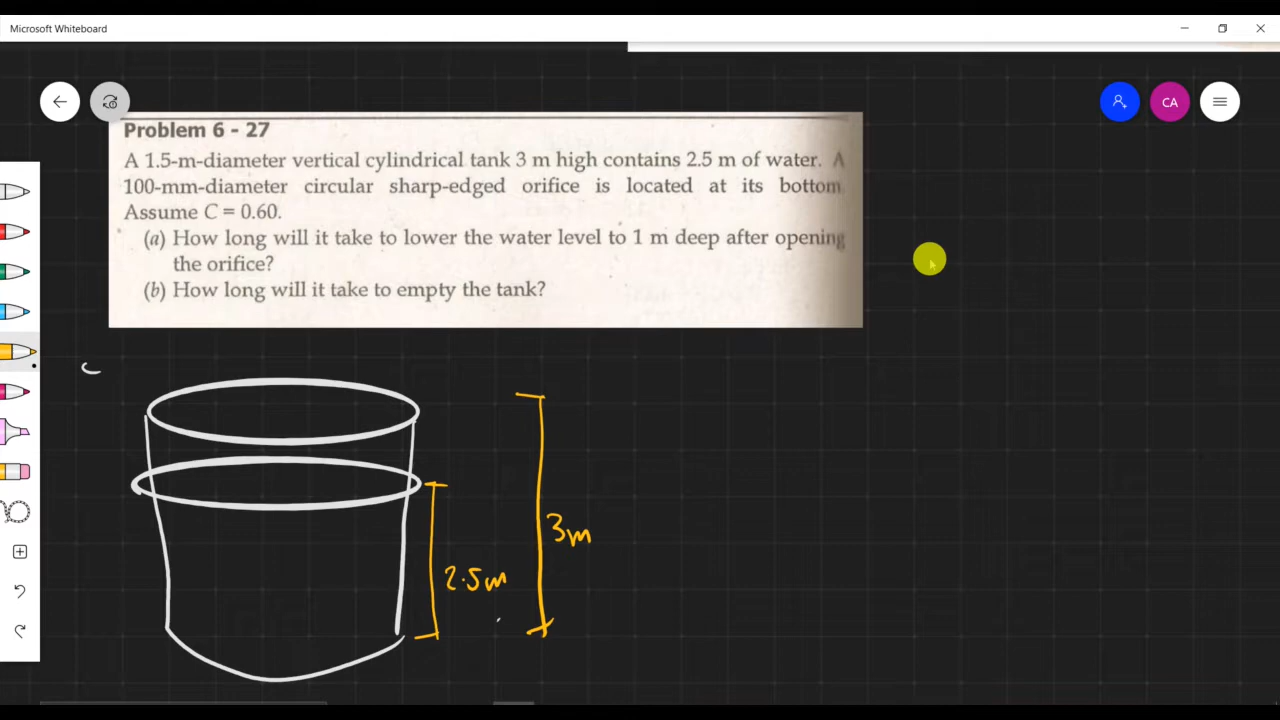 Microsoft Whiteboard
CA
Problem 6 - 27
A 1.5-m-diameter vertical cylindrical tank 3 m high contains 2.5 m of water. A
100-mm-diameter circular sharp-edged orifice is located at its bottom
Assume C = 0.60.
(a) How long will it take to lower the water level to 1 m deep after opening
the orifice?
(b) How long will it take to empty the tank?
3m
2.5m